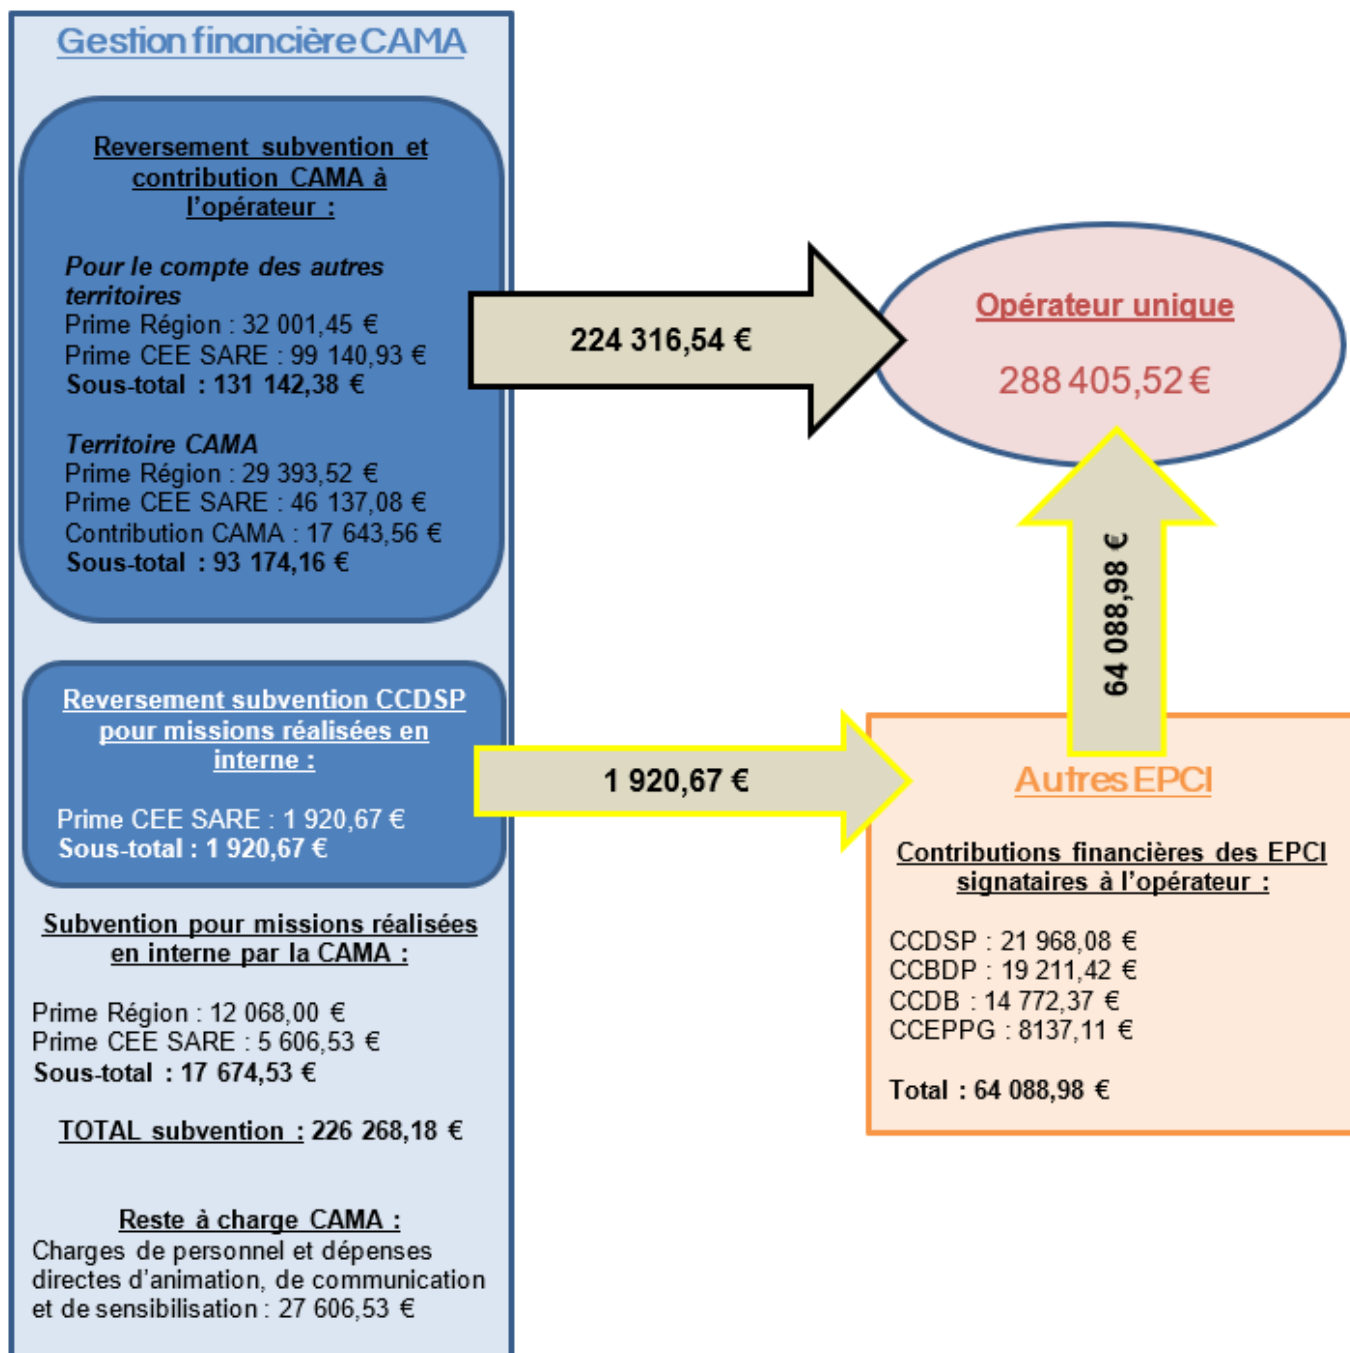 Gestion financière CAMA
Reversement subvention et
contribution CAMA à
l'opérateur :
Pour le compte des autres
territoires
Prime Région : 32 001,45 €
Prime CEE SARE : 99 140,93 €
Sous-total : 131 142,38 €
Territoire CAMA
Prime Région : 29 393,52 €
Prime CEE SARE : 46 137,08 €
Contribution CAMA : 17 643,56 €
Sous-total : 93 174,16 €
224 316,54 €
Opérateur unique
288 405,52 €
64 088,98 €
Reversement subvention CCDSP
pour missions réalisées en
interne :
Prime CEE SARE : 1 920,67 €
Sous-total : 1 920,67 €
1 920,67 €
Subvention pour missions réalisées
en interne par la CAMA :
Prime Région : 12 068,00 €
Prime CEE SARE : 5 606,53 €
Sous-total : 17 674,53 €
TOTAL subvention : 226 268,18 €
Reste à charge CAMA :
Charges de personnel et dépenses
directes d'animation, de communication
et de sensibilisation : 27 606,53 €
Autres EPCI
Contributions financières des EPCI
signataires à l'opérateur :
CCDSP : 21 968,08 €
CCBDP : 19 211,42 €
CCDB : 14 772,37 €
CCEPPG : 8137,11 €
Total : 64 088,98 €